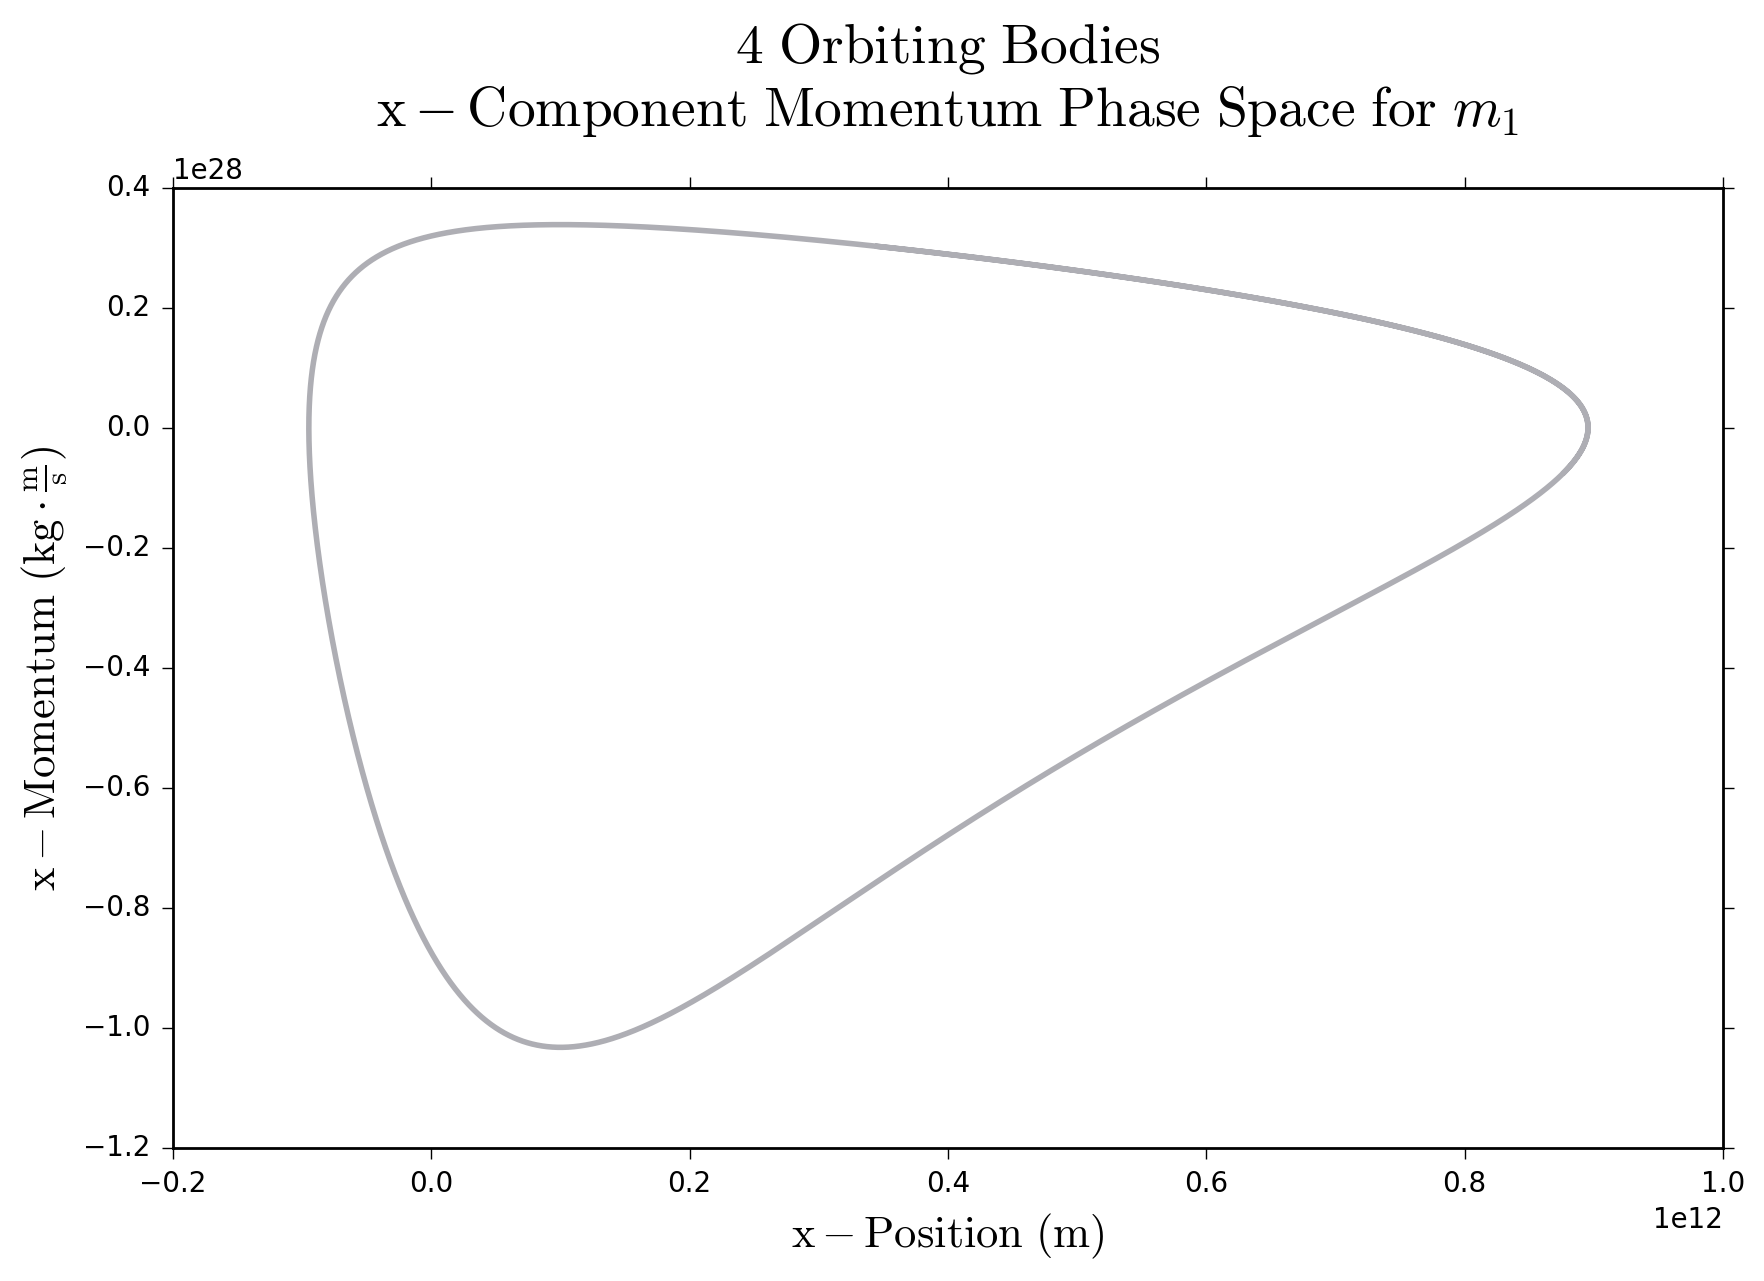 4 Orbiting Bodies
x − Component Momentum Phase Space for m₁
1e28
0.4
0.2
0.0
−0.2
−0.4
−0.6
−0.8
−1.0
−1.2
x − Momentum (kg · m/s)
−0.2 0.0 0.2 0.4 0.6 0.8 1.0
1e12
x − Position (m)